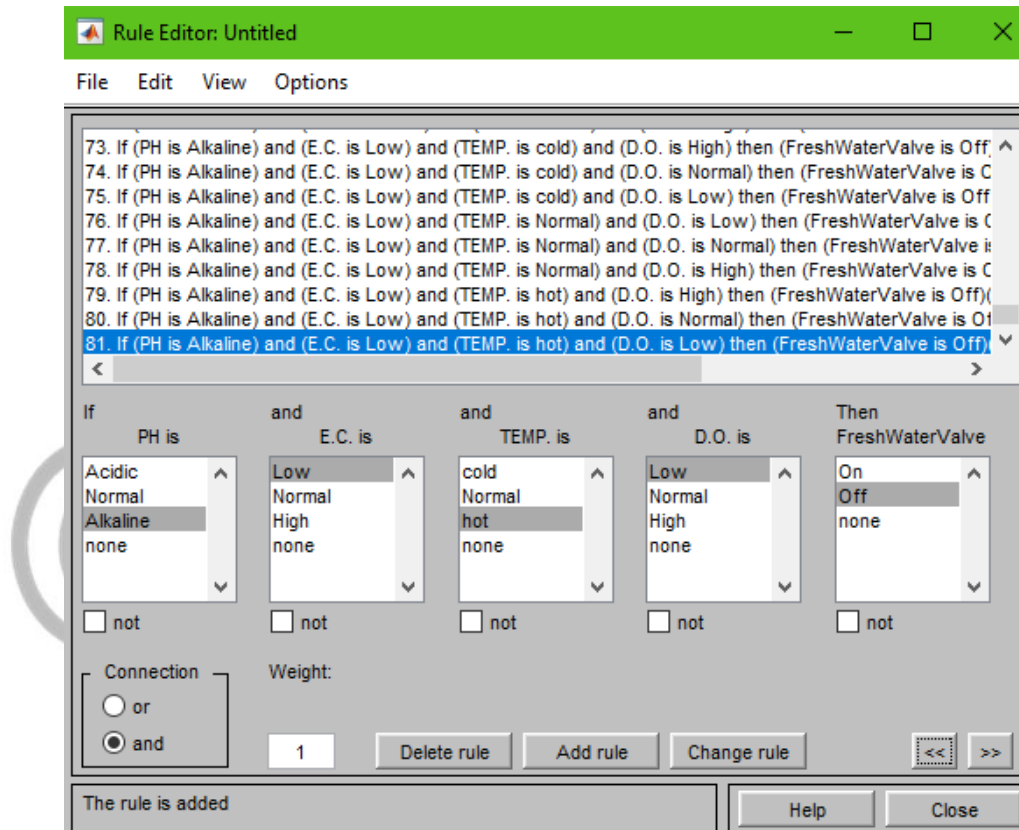 Rule Editor: Untitled
File Edit View Options
73. If (PH is Alkaline) and (E.C. is Low) and (TEMP. is cold) and (D.O. is High) then (FreshWaterValve is Off)
74. If (PH is Alkaline) and (E.C. is Low) and (TEMP. is cold) and (D.O. is Normal) then (FreshWaterValve is
75. If (PH is Alkaline) and (E.C. is Low) and (TEMP. is cold) and (D.O. is Low) then (FreshWaterValve is Off
76. If (PH is Alkaline) and (E.C. is Low) and (TEMP. is Normal) and (D.O. is Low) then (FreshWaterValve is
77. If (PH is Alkaline) and (E.C. is Low) and (TEMP. is Normal) and (D.O. is Normal) then (FreshWaterValve
78. If (PH is Alkaline) and (E.C. is Low) and (TEMP. is Normal) and (D.O. is High) then (FreshWaterValve is
79. If (PH is Alkaline) and (E.C. is Low) and (TEMP. is hot) and (D.O. is High) then (FreshWaterValve is Off)(
80. If (PH is Alkaline) and (E.C. is Low) and (TEMP. is hot) and (D.O. is Normal) then (FreshWaterValve is
81. If (PH is Alkaline) and (E.C. is Low) and (TEMP. is hot) and (D.O. is Low) then (FreshWaterValve is Off)(
If and and and Then
PH is E.C. is TEMP. is D.O. is FreshWaterValve
Acidic Low cold Low On
Normal Normal Normal Normal Off
Alkaline High hot High none
none none none none
not not not not not
Connection Weight:
or
and 1 Delete rule Add rule Change rule << >>
The rule is added Help Close